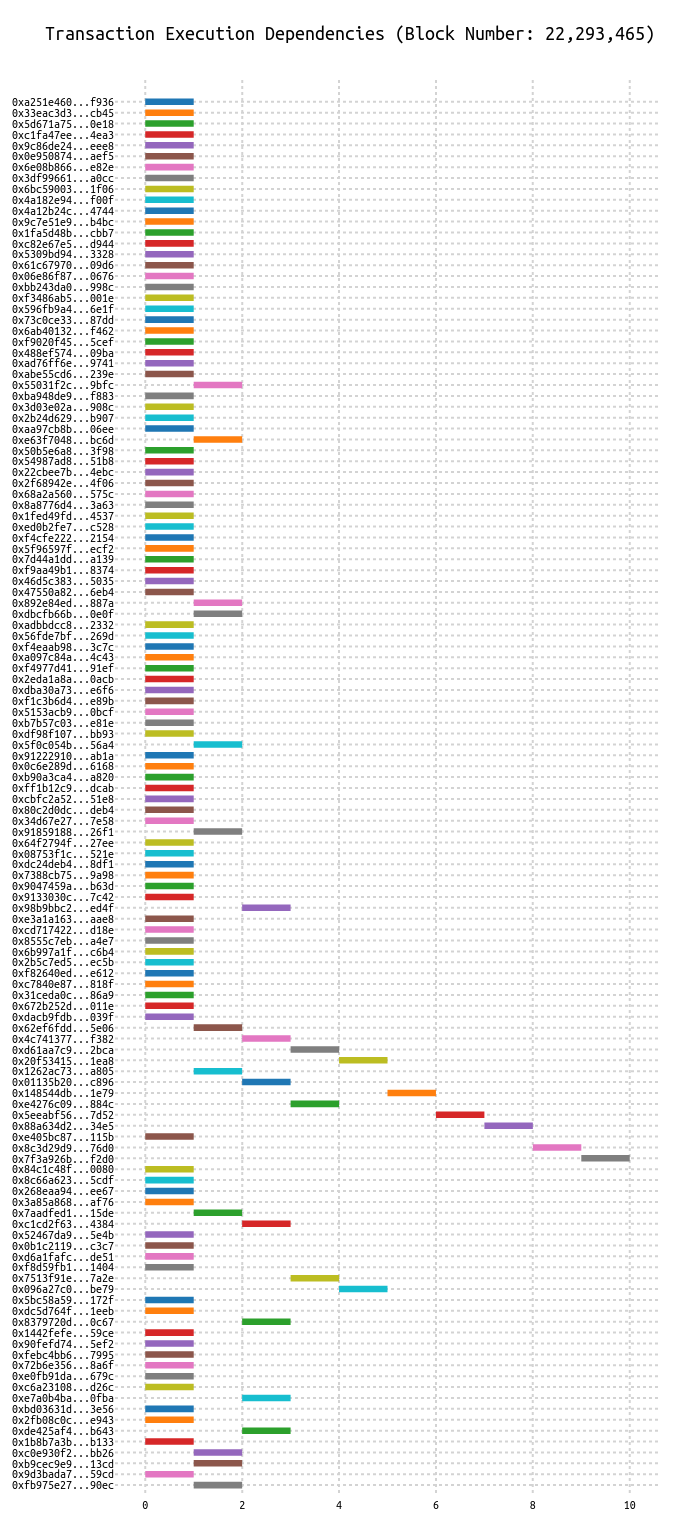 Transaction Execution Dependencies (Block Number: 22,293,465)
0xa251e460...f936
0x33eac3d3...cb45
0x5d671a75...0e18
0xc1fa47ee...4ea3
0x9c86de24...eee8
0x0e950874...aef5
0x6e08b866...e82e
0x3df99661...a0cc
0x6bc59003...1f06
0x4a182e94...f00f
0x4a12b24c...4744
0x9c7e51e9...b4bc
0x1fa5d48b...cbb7
0xc82e67e5...d944
0x5309bd94...3328
0x61c67970...09d6
0x06e86f87...0676
0xbb243da0...998c
0xf3486ab5...001e
0x596fb9a4...6e1f
0x73c0ce33...87dd
0x6ab40132...f462
0xf9020f45...5cef
0x488ef574...09ba
0xad76ff6e...9741
0xabe55cd6...239e
0x55031f2c...9bfc
0xba948de9...f883
0x3d03e02a...908c
0x2b24d629...b907
0xaa97cb8b...06ee
0xe63f7048...bc6d
0x50b5e6a8...3f98
0x54987ad8...51b8
0x22cbee7b...4ebc
0x2f68942e...4f06
0x68a2a560...575c
0x8a8776d4...3a63
0x1fed49fd...4537
0xed0b2fe7...c528
0xf4cfe222...2154
0x5f96597f...ecf2
0x7d44a1dd...a139
0xf9aa49b1...8374
0x46d5c383...5035
0x47550a82...6eb4
0x892e84ed...887a
0xdbcfb66b...0e0f
0xadbbdcc8...2332
0x56fde7bf...269d
0xf4eaab98...3c7c
0xa097c84a...4c43
0xf4977d41...91ef
0x2eda1a8a...0acb
0xdba30a73...e6f6
0xf1c3b6d4...e89b
0x5153acb9...0bcf
0xb7b57c03...e81e
0xdf98f107...bb93
0x5f0c054b...56a4
0x91222910...ab1a
0x0c6e289d...6168
0xb90a3ca4...a820
0xff1b12c9...dcab
0xcbfc2a52...51e8
0x80c2d0dc...deb4
0x34d67e27...7e58
0x91859188...26f1
0x64f2794f...27ee
0x08753f1c...521e
0xdc24deb4...8df1
0x7388cb75...9a98
0x9047459a...b63d
0x9133030c...7c42
0x98b9bbc2...ed4f
0xe3a1a163...aae8
0xcd717422...d18e
0x8555c7eb...a4e7
0x6b997a1f...c6b4
0x2b5c7ed5...ec5b
0xf82640ed...e612
0xc7840e87...818f
0x31ceda0c...86a9
0x672b252d...011e
0xdacb9fdb...039f
0x62ef6fdd...5e06
0x4c741377...f382
0xd61aa7c9...2bca
0x20f53415...1ea8
0x1262ac73...a805
0x01135b20...c896
0x148544db...1e79
0xe4276c09...884c
0x5eeabf56...7d52
0x88a634d2...34e5
0xe405bc87...115b
0x8c3d29d9...76d0
0x7f3a926b...f2d0
0x84c1c48f...0080
0x8c66a623...5cdf
0x268eaa94...ee67
0x3a85a868...af76
0x7aadfed1...15de
0xc1cd2f63...4384
0x52467da9...5e4b
0x0b1c2119...c3c7
0xd6a1fafc...de51
0xf8d59fb1...1404
0x7513f91e...7a2e
0x096a27c0...be79
0x5bc58a59...172f
0xdc5d764f...1eeb
0x8379720d...0c67
0x1442fefe...59ce
0x90fefd74...5ef2
0xfebc4bb6...7995
0x72b6e356...8a6f
0xe0fb91da...679c
0xc6a23108...d26c
0xe7a0b4ba...0fba
0xbd03631d...3e56
0x2fb08c0c...e943
0xde425af4...b643
0x1b8b7a3b...b133
0xc0e930f2...bb26
0xb9cec9e9...13cd
0x9d3bada7...59cd
0xfb975e27...90ec
0 2 4 6 8 10